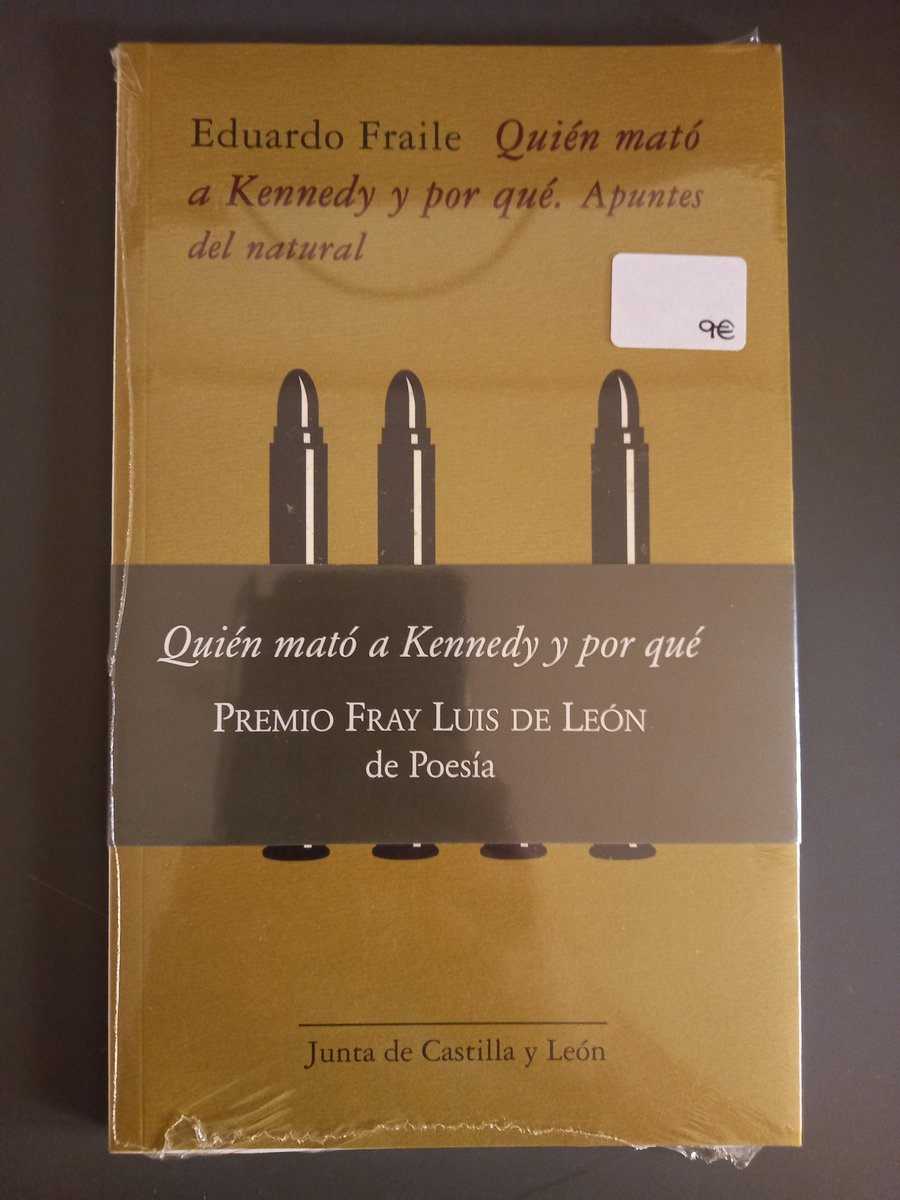 Eduardo Fraile Quién mató
a Kennedy y por qué. Apuntes
del natural
9€
Quién mató a Kennedy y por qué
PREMIO FRAY LUIS DE LEÓN
de Poesía
Junta de Castilla y León